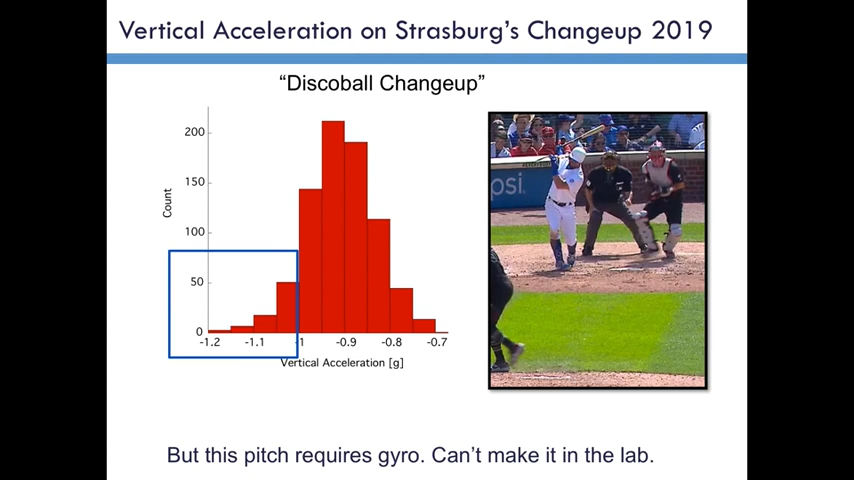 Vertical Acceleration on Strasburg's Changeup 2019
“Discoball Changeup”
200
150
100
50
0
Count
-1.2
-1.1
-1
-0.9
-0.8
-0.7
Vertical Acceleration [g]
psi
But this pitch requires gyro. Can't make it in the lab.